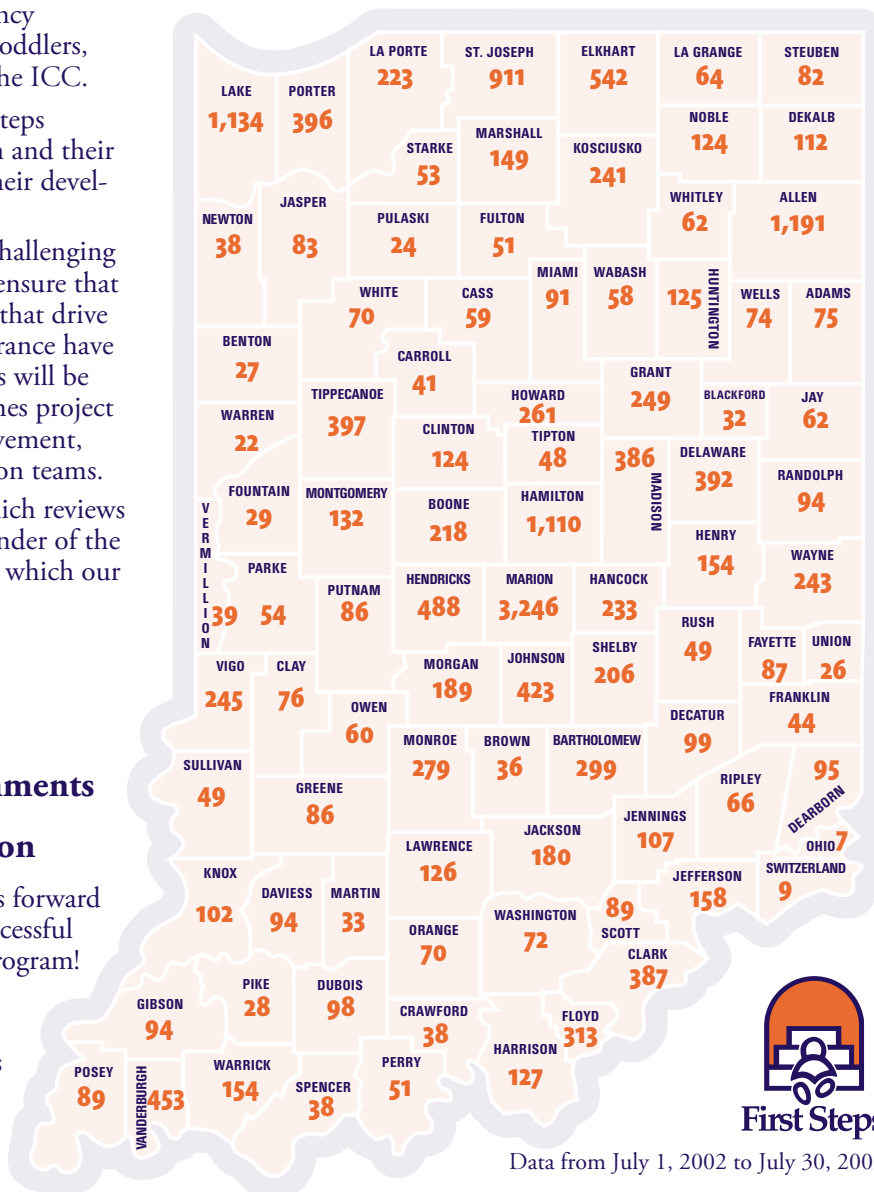 ncy
oddlers,
he ICC.
teps
n and their
heir devel-
hallenging
ensure that
that drive
rance have
s will be
nes project
vement,
on teams.
hich reviews
nder of the
which our
nments
on
s forward
cessful
rogram!
s
LAKE
1,134
PORTER
396
LA PORTE
223
ST. JOSEPH
911
ELKHART
542
LA GRANGE
64
STEUBEN
82
NOBLE
124
DEKALB
112
STARKE
53
MARSHALL
149
KOSCIUSKO
241
WHITLEY
62
ALLEN
1,191
NEWTON
38
JASPER
83
PULASKI
24
FULTON
51
WHITE
70
CASS
59
MIAMI
91
WABASH
58
HUNTINGTON
125
WELLS
74
ADAMS
75
BENTON
27
CARROLL
41
GRANT
249
BLACKFORD
32
JAY
62
WARREN
22
TIPPECANOE
397
HOWARD
261
CLINTON
124
TIPTON
48
MADISON
386
DELAWARE
392
RANDOLPH
94
FOUNTAIN
29
MONTGOMERY
132
BOONE
218
HAMILTON
1,110
HENRY
154
WAYNE
243
VERMILLION
39
PARKE
54
PUTNAM
86
HENDRICKS
488
MARION
3,246
HANCOCK
233
RUSH
49
FAYETTE
87
UNION
26
VIGO
245
CLAY
76
MORGAN
189
JOHNSON
423
SHELBY
206
FRANKLIN
44
OWEN
60
DECATUR
99
SULLIVAN
49
GREENE
86
MONROE
279
BROWN
36
BARTHOLOMEW
299
RIPLEY
66
95
DEARBORN
JENNINGS
107
OHIO 7
LAWRENCE
126
JACKSON
180
JEFFERSON
158
SWITZERLAND
9
KNOX
102
DAVIESS
94
MARTIN
33
ORANGE
70
WASHINGTON
72
89
SCOTT
CLARK
387
GIBSON
94
PIKE
28
DUBOIS
98
CRAWFORD
38
FLOYD
313
HARRISON
127
POSEY
89
VANDERBURGH
453
WARRICK
154
SPENCER
38
PERRY
51
First Steps
Data from July 1, 2002 to July 30, 200